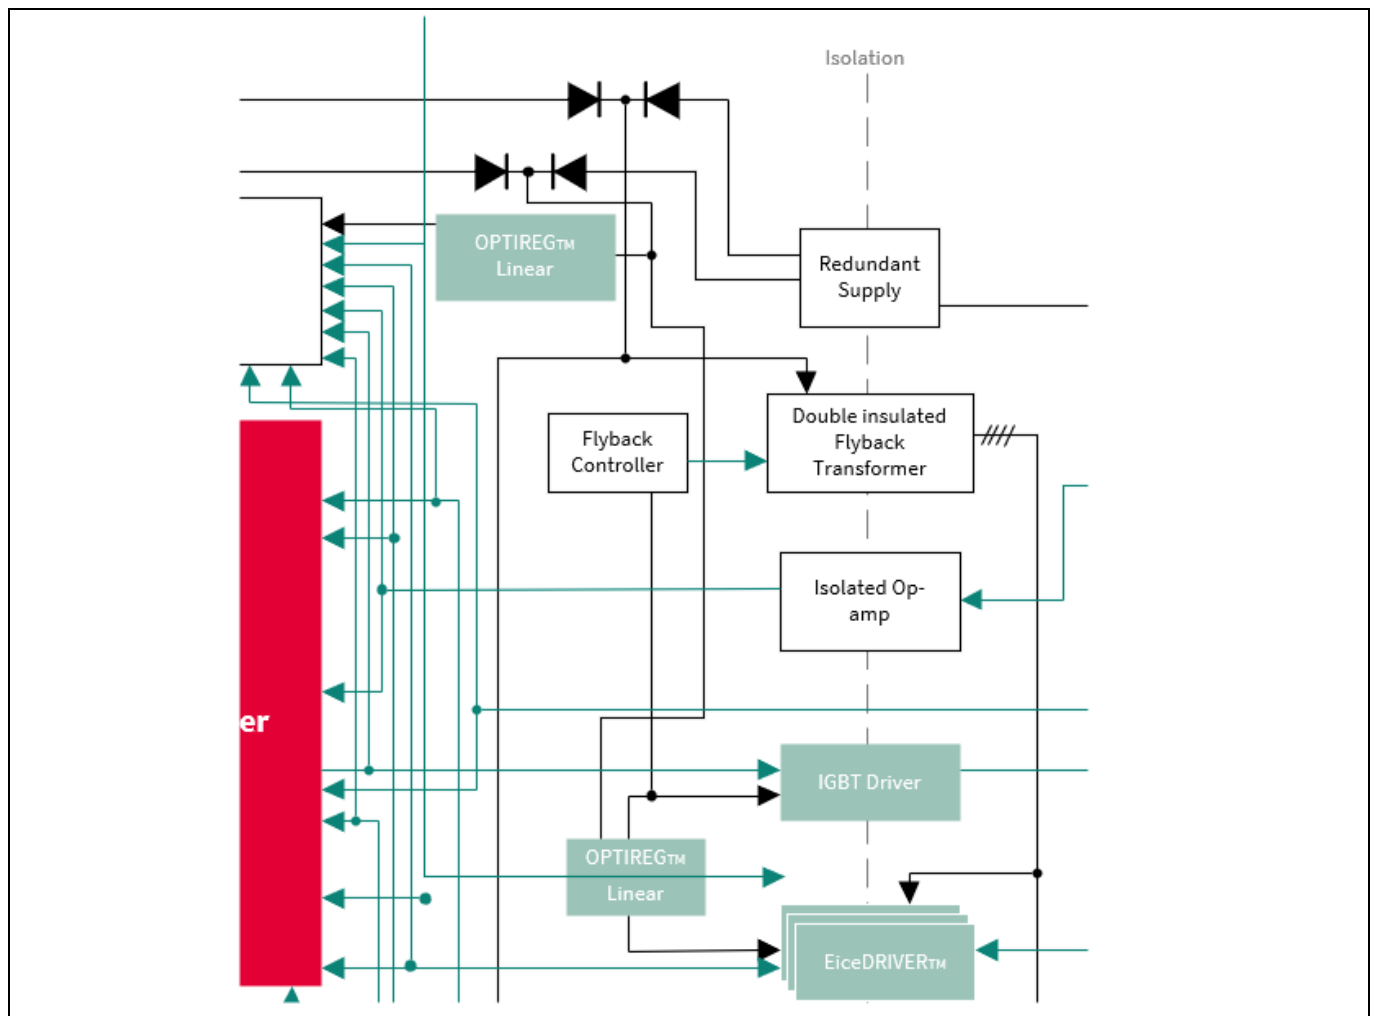 Isolation
OPTIREG™
Linear
Redundant
Supply
Double insulated
Flyback
Transformer
Flyback
Controller
Isolated Op-
amp
er
IGBT Driver
OPTIREG™
Linear
EiceDRIVER™